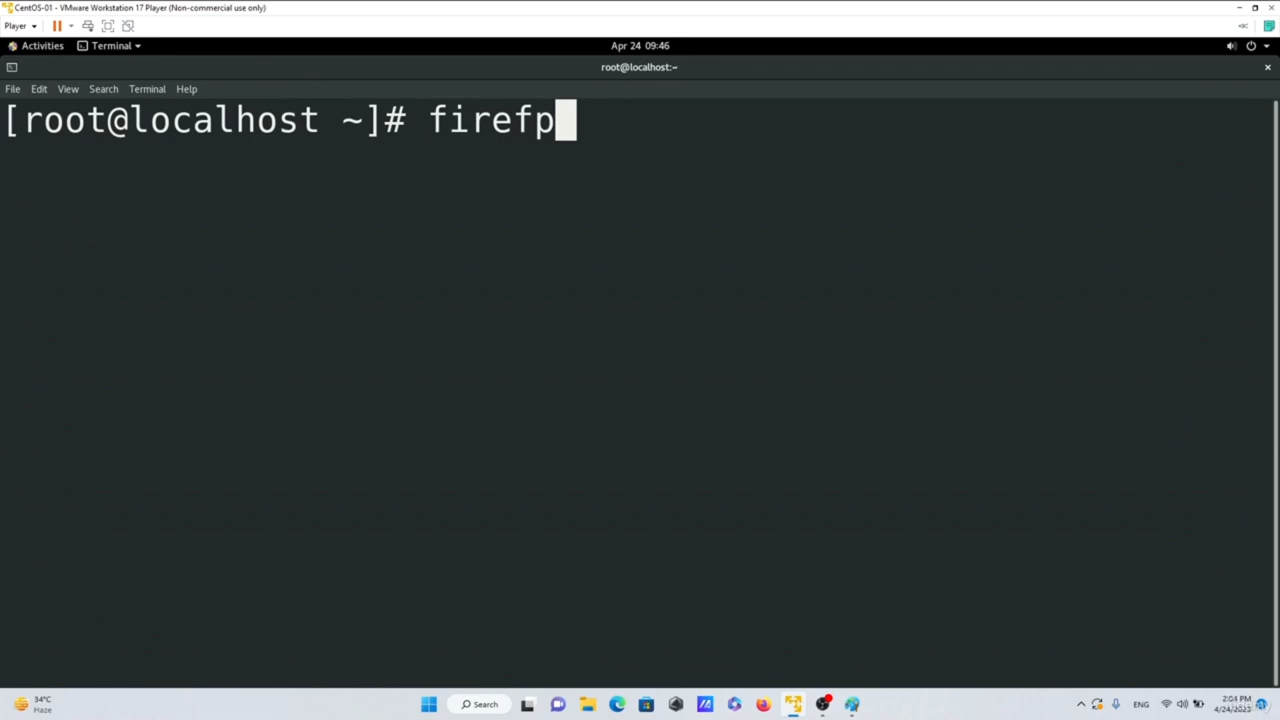 CentOS-01 - VMware Workstation 17 Player (Non-commercial use only)
Player
Activities Terminal Apr 24 09:46
root@localhost:~
File Edit View Search Terminal Help
[root@localhost ~]# firefp
34°C
Haze
Search
ENG
2:04 PM
4/24/2023